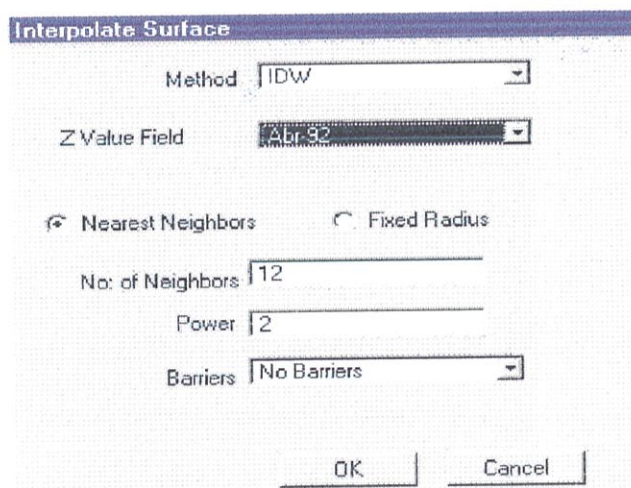 Interpolate Surface
Method IDW
Z Value Field Abr-92
Nearest Neighbors Fixed Radius
No: of Neighbors 12
Power 2
Barriers No Barriers
OK Cancel